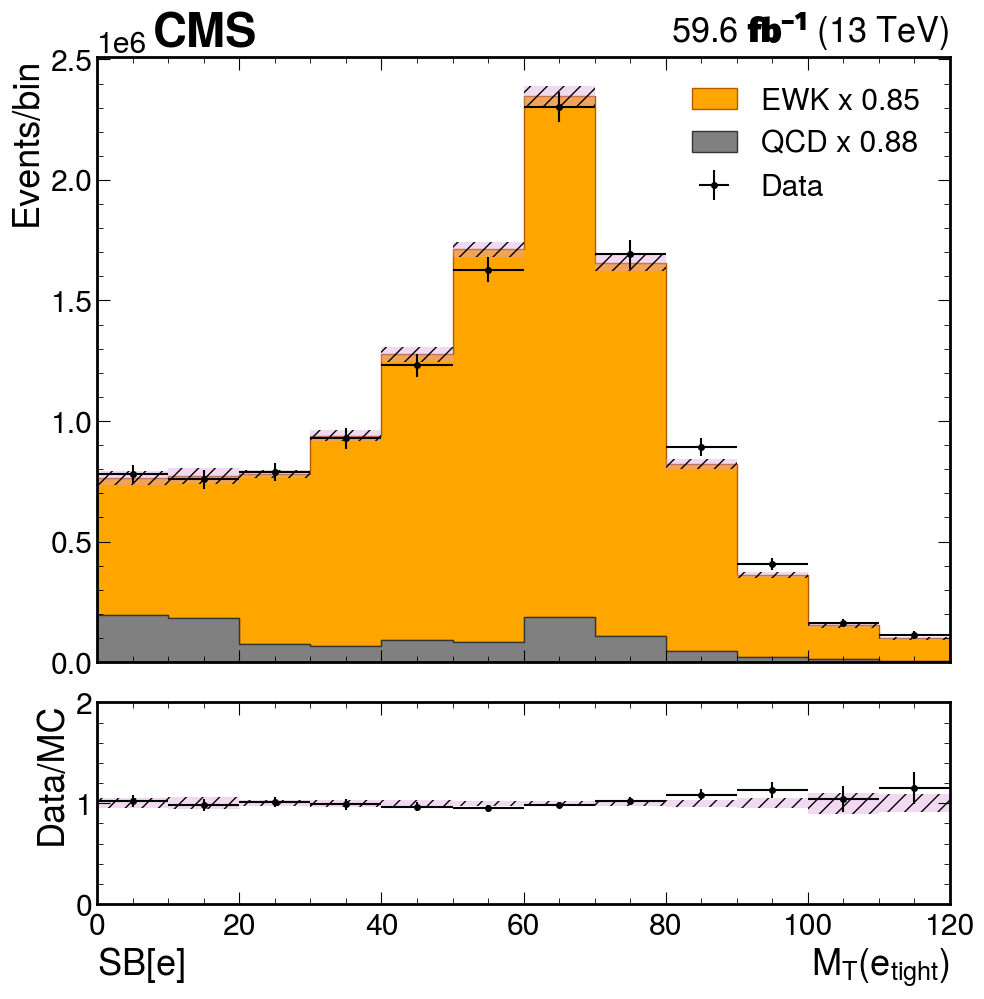 1e6 CMS 59.6 fb⁻¹ (13 TeV)
Events/bin
2.5
2.0
1.5
1.0
0.5
0.0
EWK x 0.85
QCD x 0.88
Data
Data/MC
2
1
0
0 20 40 60 80 100 120
SB[e] M_T(e_tight)